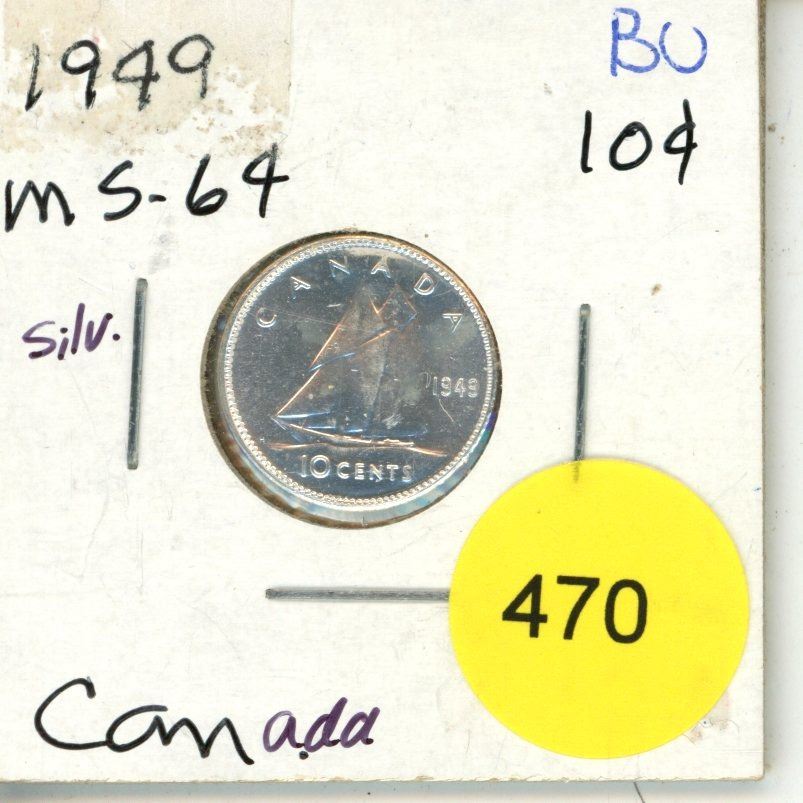 1949
BU
10¢
MS-64
silv.
CANADA
1949
10 CENTS
470
Canada